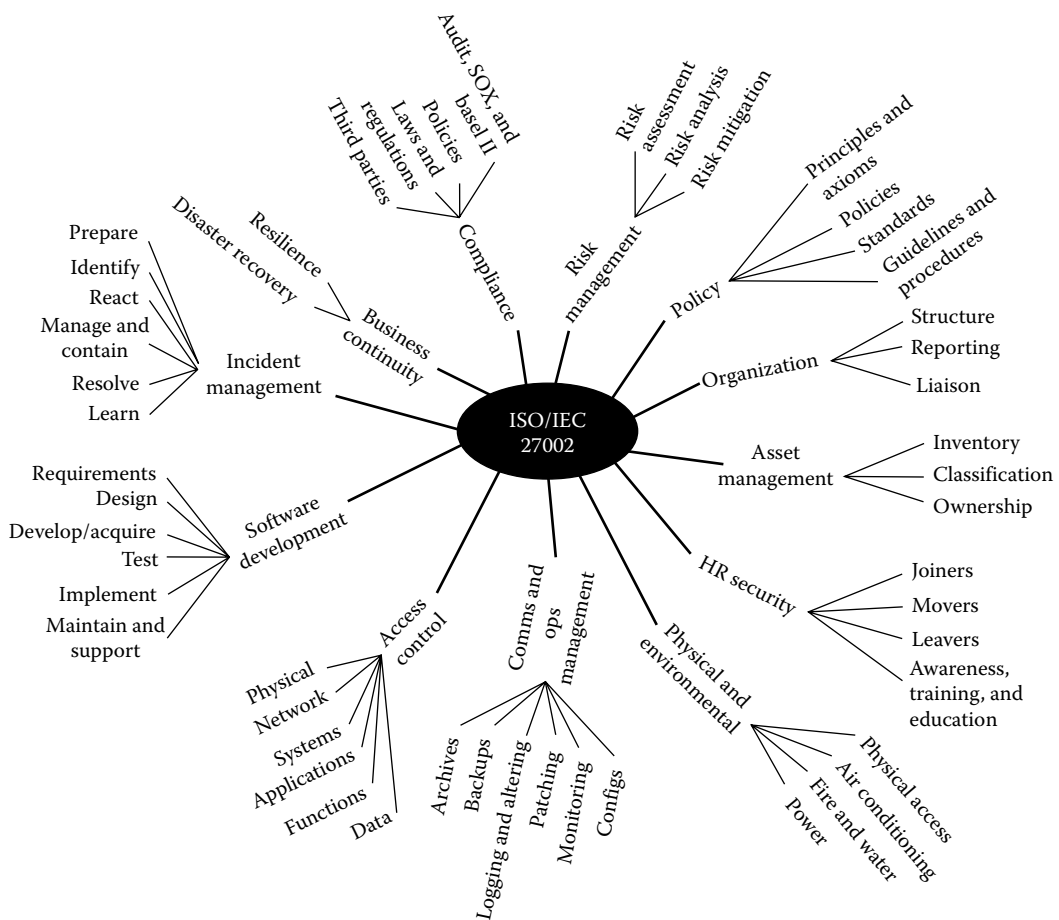 ISO/IEC
27002
Compliance
Third parties
Laws and
regulations
Policies
Audit, SOX, and
basel II
Risk
management
Risk
assessment
Risk analysis
Risk mitigation
Policy
Principles and
axioms
Policies
Standards
Guidelines and
procedures
Organization
Structure
Reporting
Liaison
Asset
management
Inventory
Classification
Ownership
HR security
Joiners
Movers
Leavers
Awareness,
training, and
education
Physical and
environmental
Physical access
Air conditioning
Fire and water
Power
Comms and
ops
management
Archives
Backups
Logging and altering
Patching
Monitoring
Configs
Access
control
Physical
Network
Systems
Applications
Functions
Data
Software
development
Requirements
Design
Develop/acquire
Test
Implement
Maintain and
support
Incident
management
Prepare
Identify
React
Manage and
contain
Resolve
Learn
Business
continuity
Disaster recovery
Resilience